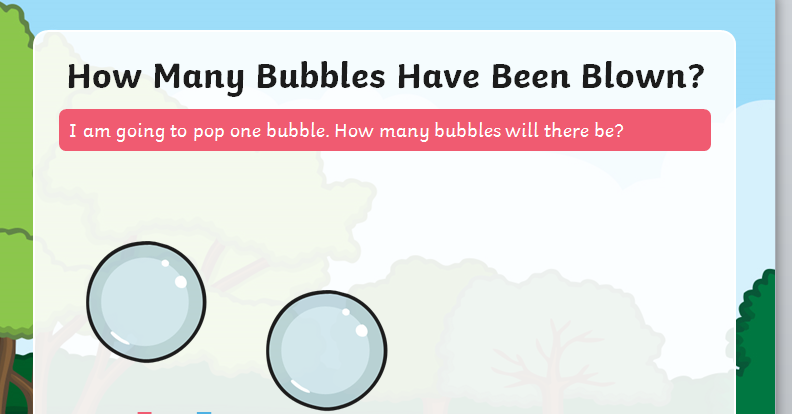 How Many Bubbles Have Been Blown?
I am going to pop one bubble. How many bubbles will there be?